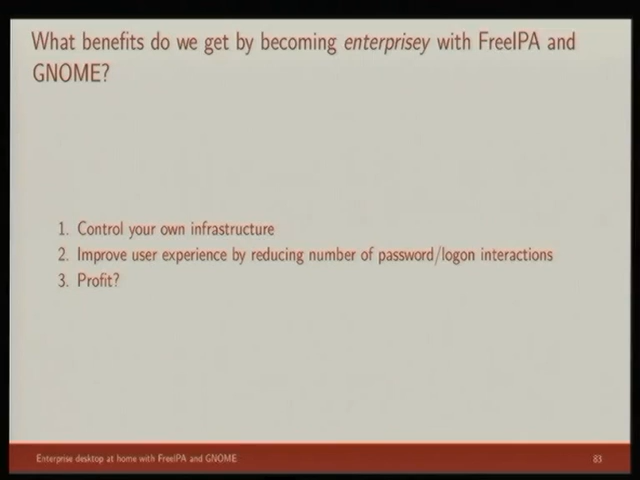 What benefits do we get by becoming enterprisey with FreeIPA and
GNOME?
1. Control your own infrastructure
2. Improve user experience by reducing number of password/logon interactions
3. Profit?
Enterprise desktop at home with FreeIPA and GNOME
83